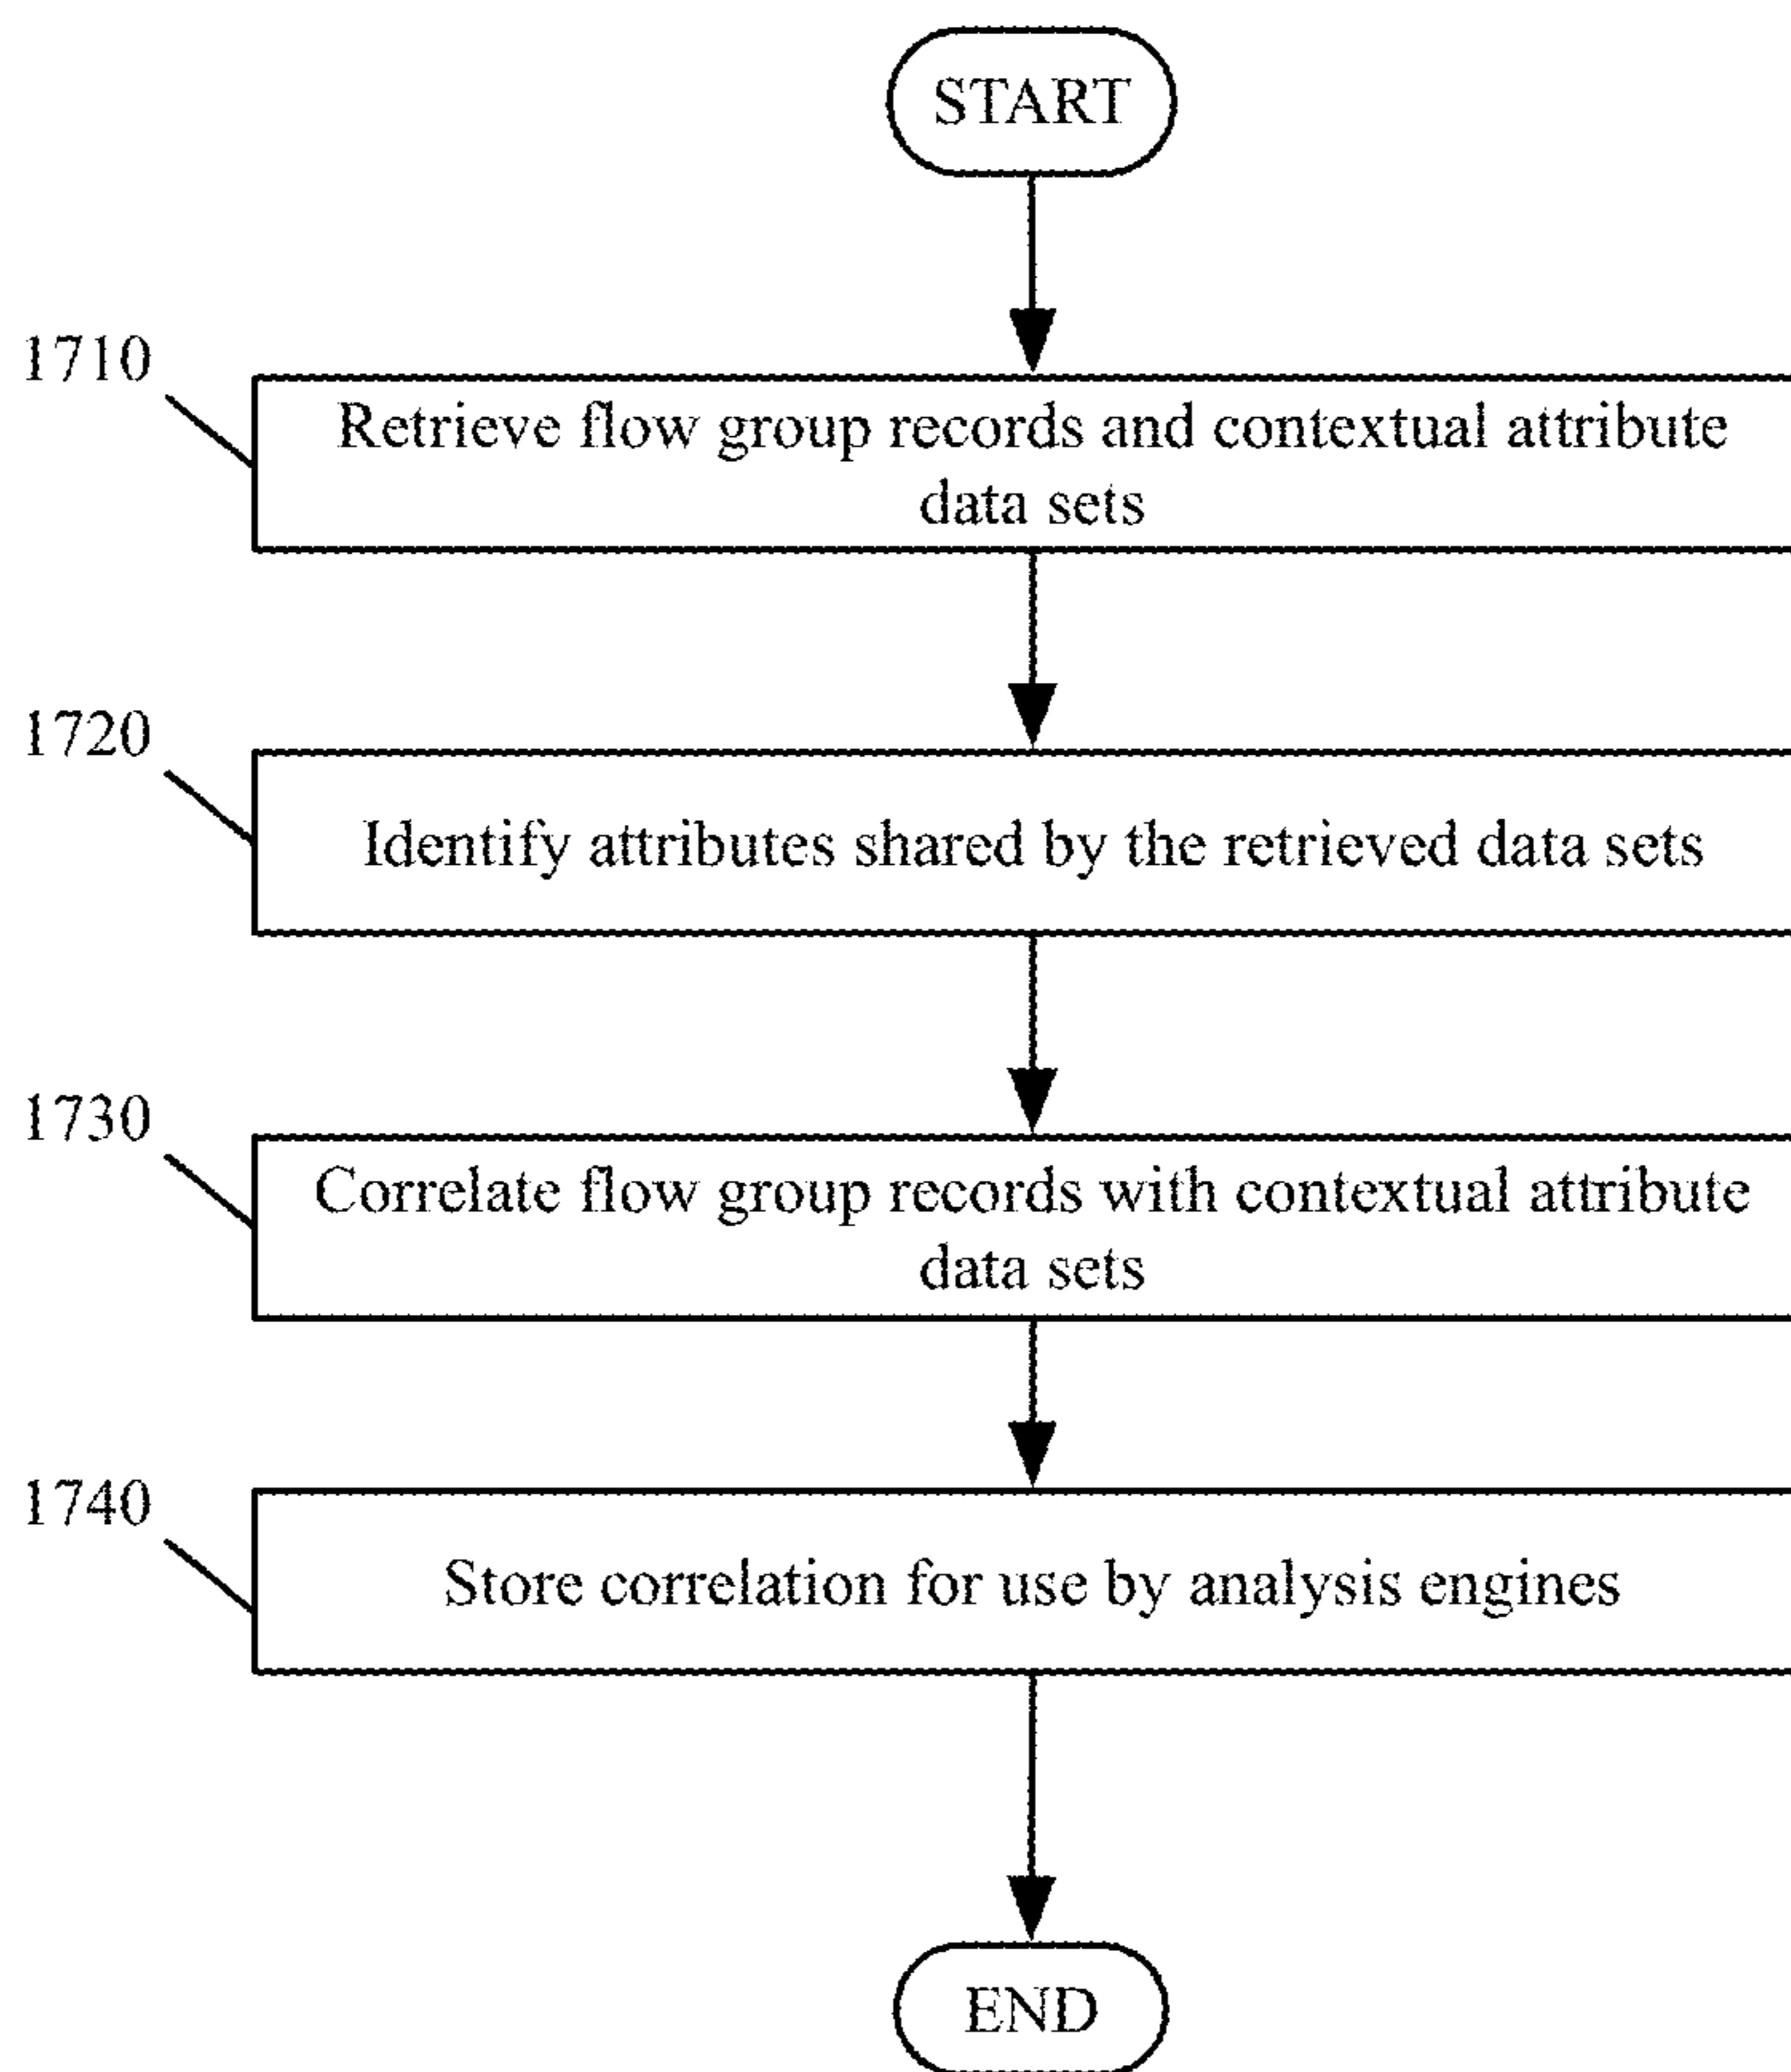 START
1710
Retrieve flow group records and contextual attribute
data sets
1720
Identify attributes shared by the retrieved data sets
1730
Correlate flow group records with contextual attribute
data sets
1740
Store correlation for use by analysis engines
END